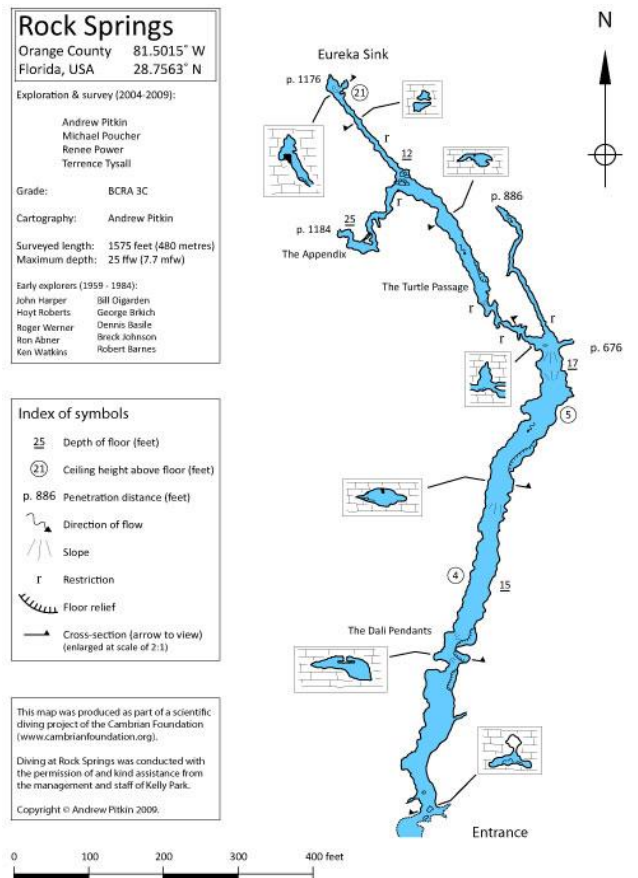 Rock Springs
Orange County 81.5015° W
Florida, USA 28.7563° N
Exploration & survey (2004-2009):
Andrew Pitkin
Michael Poucher
Renee Power
Terrence Tysall
Grade: BCRA 3C
Cartography: Andrew Pitkin
Surveyed length: 1575 feet (480 metres)
Maximum depth: 25 ffw (7.7 mfw)
Early explorers (1959 - 1984):
John Harper Bill Oigarden
Hoyt Roberts George Brkich
Roger Werner Dennis Basile
Ron Abner Breck Johnson
Ken Watkins Robert Barnes
Index of symbols
25 Depth of floor (feet)
21 Ceiling height above floor (feet)
p. 886 Penetration distance (feet)
Direction of flow
Slope
r Restriction
Floor relief
Cross-section (arrow to view)
(enlarged at scale of 2:1)
This map was produced as part of a scientific
diving project of the Cambrian Foundation
(www.cambrianfoundation.org).
Diving at Rock Springs was conducted with
the permission of and kind assistance from
the management and staff of Kelly Park.
Copyright © Andrew Pitkin 2009.
0 100 200 300 400 feet
N
Eureka Sink
p. 1176
21
r
12
r
p. 886
25
p. 1184
The Appendix
The Turtle Passage
r
r
r
p. 676
17
5
4
15
The Dali Pendants
Entrance